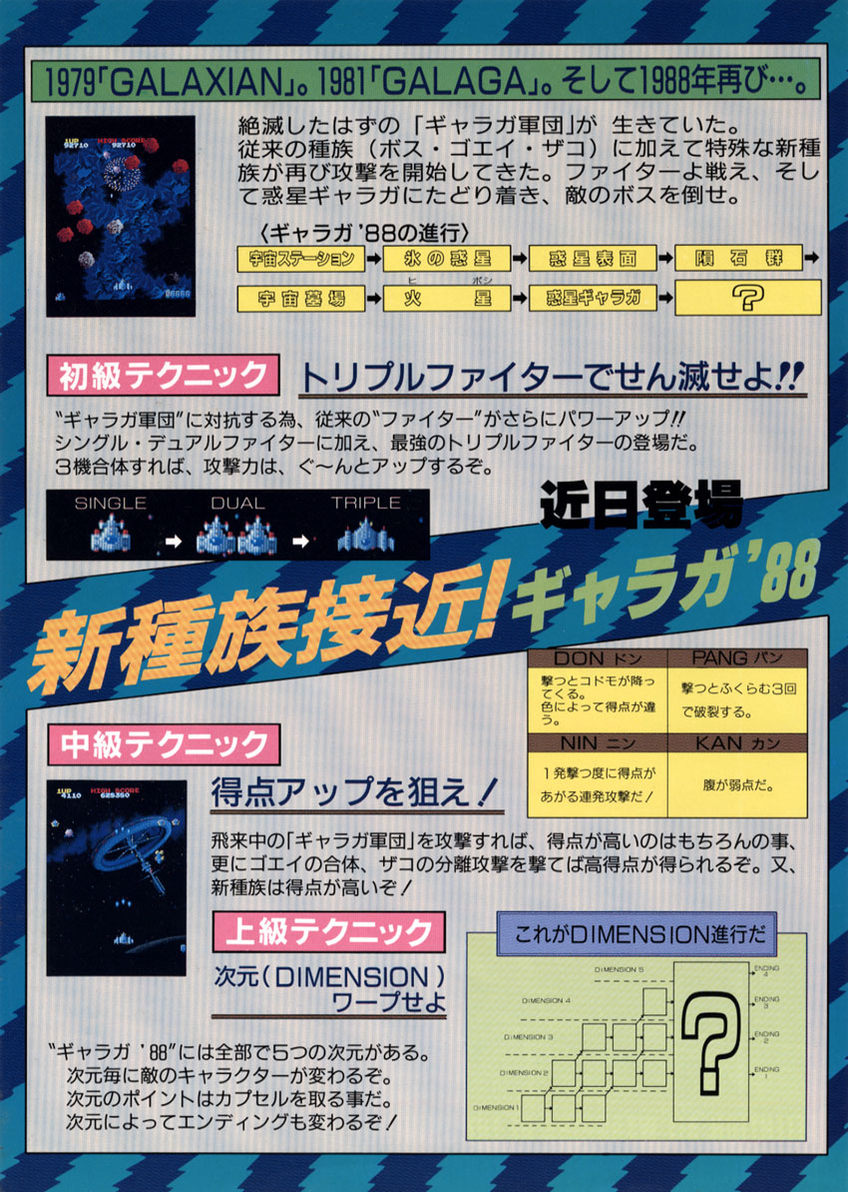 1979「GALAXIAN」。1981「GALAGA」。そして1988年再び…。
1UP HIGH SCORE
92710 92710
絶滅したはずの「ギャラガ軍団」が 生きていた。
従来の種族（ボス・ゴエイ・ザコ）に加えて特殊な新種
族が再び攻撃を開始してきた。ファイターよ戦え、そし
て惑星ギャラガにたどり着き、敵のボスを倒せ。
〈ギャラガ'88の進行〉
宇宙ステーション➡氷の惑星➡惑星表面➡隕石群➡
ヒ ボシ
宇宙墓場➡火星➡惑星ギャラガ➡?
初級テクニック
トリプルファイターでせん滅せよ!!
“ギャラガ軍団”に対抗する為、従来の“ファイター”がさらにパワーアップ!!
シングル・デュアルファイターに加え、最強のトリプルファイターの登場だ。
3機合体すれば、攻撃力は、ぐ〜んとアップするぞ。
SINGLE ➡ DUAL ➡ TRIPLE
近日登場
新種族接近!ギャラガ'88
DON ドン
撃つとコドモが降っ
てくる。
色によって得点が違
う。
PANG パン
撃つとふくらむ3回
で破裂する。
NIN ニン
1発撃つ度に得点が
あがる連発攻撃だ!
KAN カン
腹が弱点だ。
中級テクニック
1UP HIGH SCORE
4110 625350
得点アップを狙え!
飛来中の「ギャラガ軍団」を攻撃すれば、得点が高いのはもちろんの事、
更にゴエイの合体、ザコの分離攻撃を撃てば高得点が得られるぞ。又、
新種族は得点が高いぞ!
上級テクニック
次元(DIMENSION)
ワープせよ
“ギャラガ '88”には全部で5つの次元がある。
次元毎に敵のキャラクターが変わるぞ。
次元のポイントはカプセルを取る事だ。
次元によってエンディングも変わるぞ!
これがDIMENSION進行だ
DIMENSION 5
DIMENSION 4
DIMENSION 3
DIMENSION 2
DIMENSION 1
?
ENDING
4
ENDING
3
ENDING
2
ENDING
1